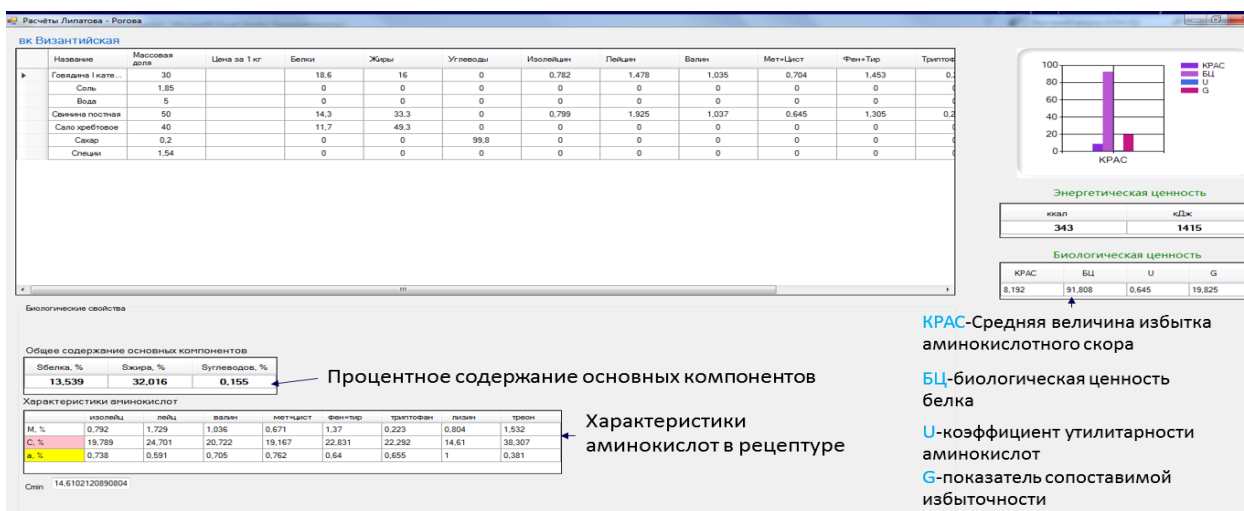 Расчёты Липатова - Рогова
вк Византийская
Название Массовая доля Цена за 1 кг Белки Жиры Углеводы Изолейцин Лейцин Валин Мет+Цист Фен+Тир Триптоф
Говядина I кате... 30 18,6 16 0 0,782 1,478 1,035 0,704 1,453
Соль 1,85 0 0 0 0 0 0 0 0
Вода 5 0 0 0 0 0 0 0 0
Свинина постная 50 14,3 33,3 0 0,799 1,925 1,037 0,645 1,305
Сало хребтовое 40 11,7 49,3 0 0 0 0 0 0
Сахар 0,2 0 0 99,8 0 0 0 0 0
Специи 1,54 0 0 0 0 0 0 0 0
100
80
60
40
20
0
КРАС
КРАС
БЦ
U
G
Энергетическая ценность
ккал кДж
343 1415
Биологическая ценность
КРАС БЦ U G
8,192 91,808 0,645 19,825
КРАС-Средняя величина избытка
аминокислотного скора
БЦ-биологическая ценность
белка
U-коэффициент утилитарности
аминокислот
G-показатель сопоставимой
избыточности
Биологические свойства
Общее содержание основных компонентов
Sбелка, % Sжира, % Sуглеводов, %
13,539 32,016 0,155
Процентное содержание основных компонентов
Характеристики аминокислот
изолейц лейц валин мет+цист фен+тир триптофан лизин треон
М, % 0,792 1,729 1,036 0,671 1,37 0,223 0,804 1,532
С, % 19,789 24,701 20,722 19,167 22,831 22,292 14,61 38,307
а, % 0,738 0,591 0,705 0,762 0,64 0,655 1 0,381
Характеристики
аминокислот в рецептуре
Cmin 14,6102120890804